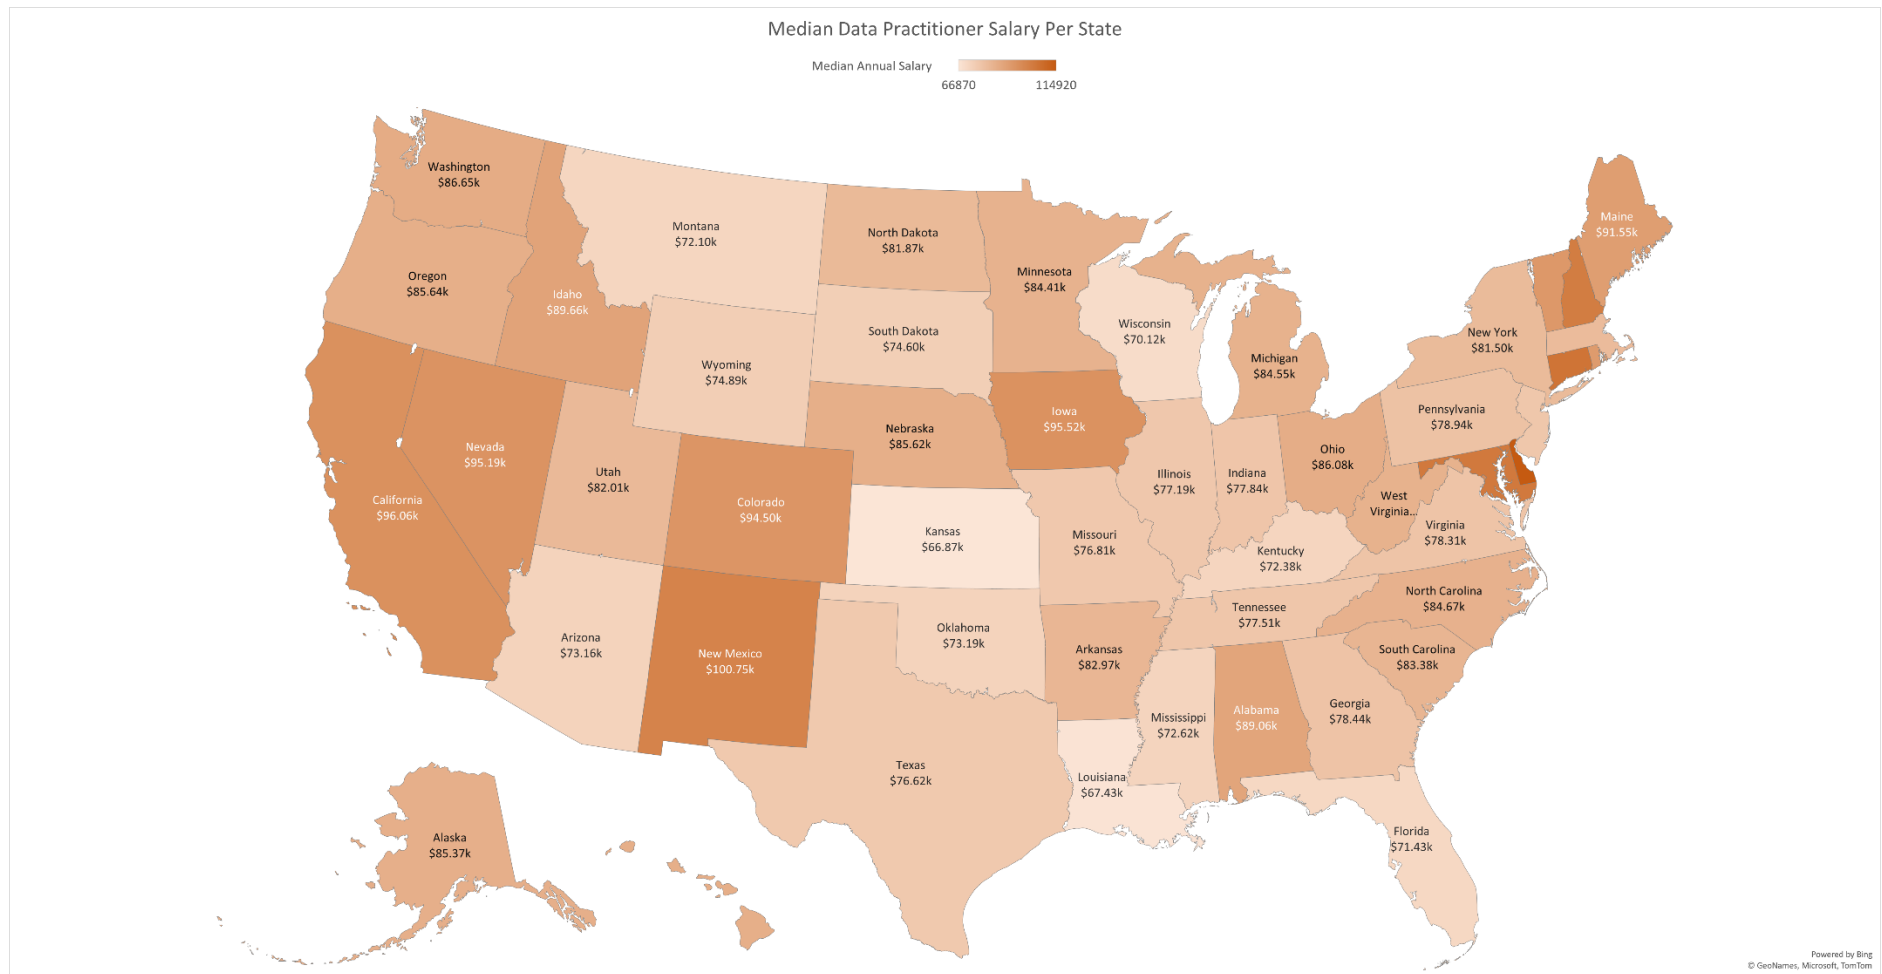 Median Data Practitioner Salary Per State
Median Annual Salary
66870
114920
Washington
$86.65k
Montana
$72.10k
North Dakota
$81.87k
Minnesota
$84.41k
Maine
$91.55k
Oregon
$85.64k
Idaho
$89.66k
Wisconsin
$70.12k
South Dakota
$74.60k
New York
$81.50k
Wyoming
$74.89k
Michigan
$84.55k
Iowa
$95.52k
Pennsylvania
$78.94k
Nebraska
$85.62k
Nevada
$95.19k
Ohio
$86.08k
Utah
$82.01k
Illinois
$77.19k
Indiana
$77.84k
California
$96.06k
Colorado
$94.50k
West
Virginia...
Kansas
$66.87k
Missouri
$76.81k
Virginia
$78.31k
Kentucky
$72.38k
North Carolina
$84.67k
Tennessee
$77.51k
Arizona
$73.16k
Oklahoma
$73.19k
New Mexico
$100.75k
Arkansas
$82.97k
South Carolina
$83.38k
Mississippi
$72.62k
Alabama
$89.06k
Georgia
$78.44k
Texas
$76.62k
Louisiana
$67.43k
Alaska
$85.37k
Florida
$71.43k
Powered by Bing
© GeoNames, Microsoft, TomTom